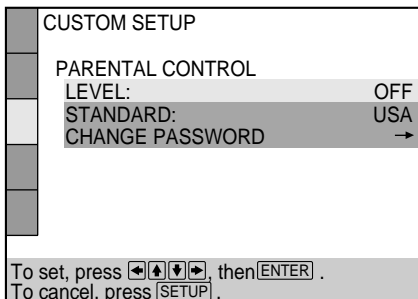 CUSTOM SETUP
PARENTAL CONTROL
LEVEL: OFF
STANDARD: USA
CHANGE PASSWORD →
To set, press ←↑↓→, then ENTER .
To cancel, press SETUP .